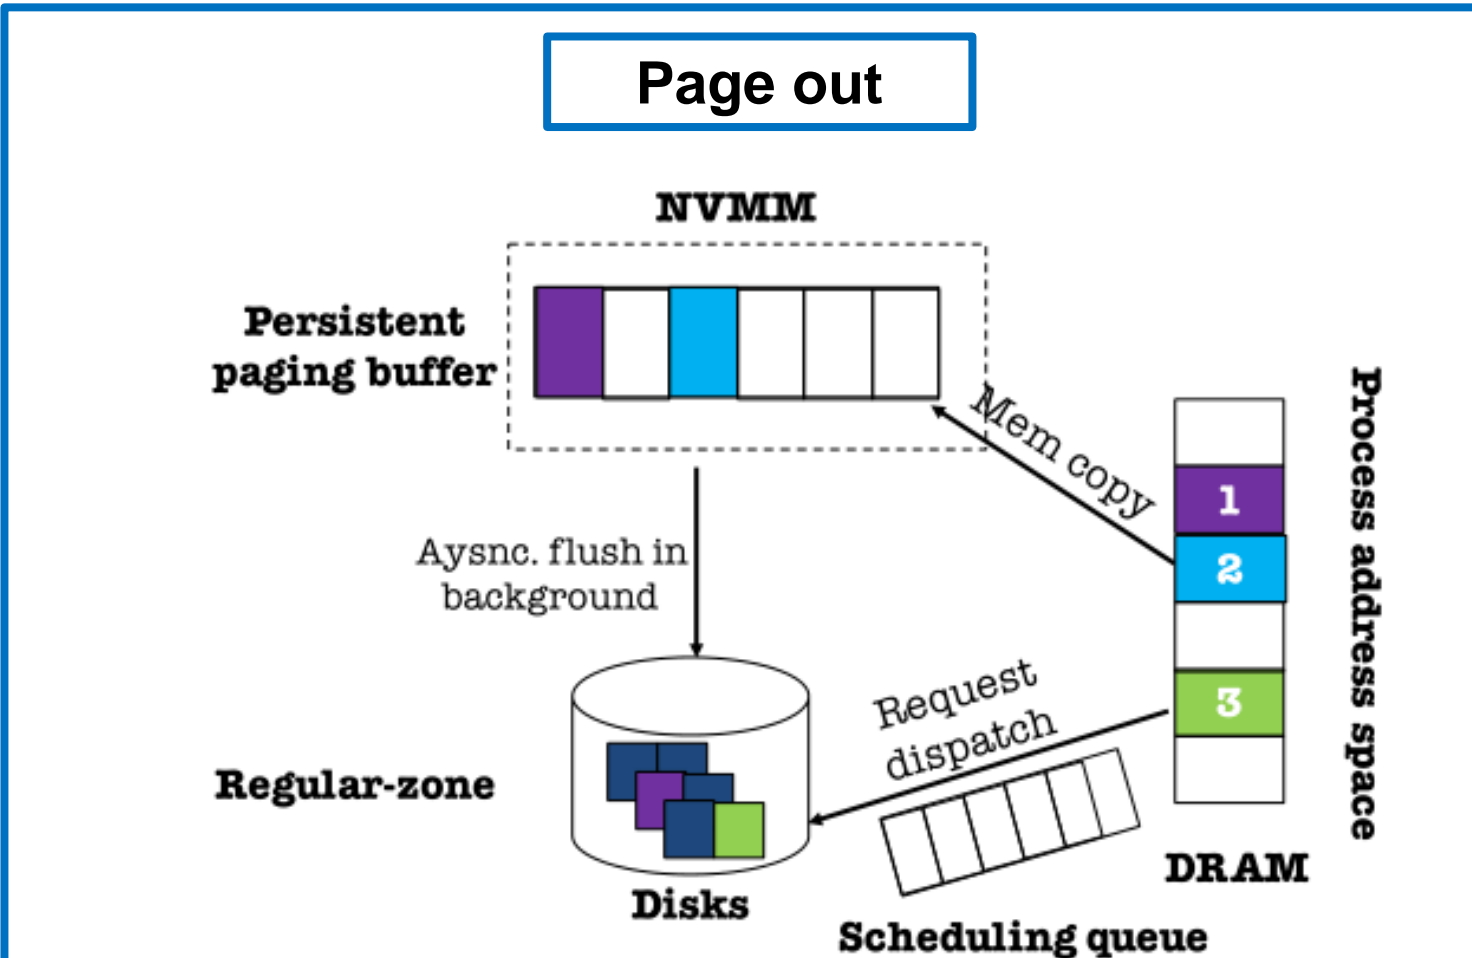 Page out
NVMM
Persistent
paging buffer
Mem copy
Process address space
1
2
3
Aysnc. flush in
background
Request
dispatch
Regular-zone
Disks
DRAM
Scheduling queue